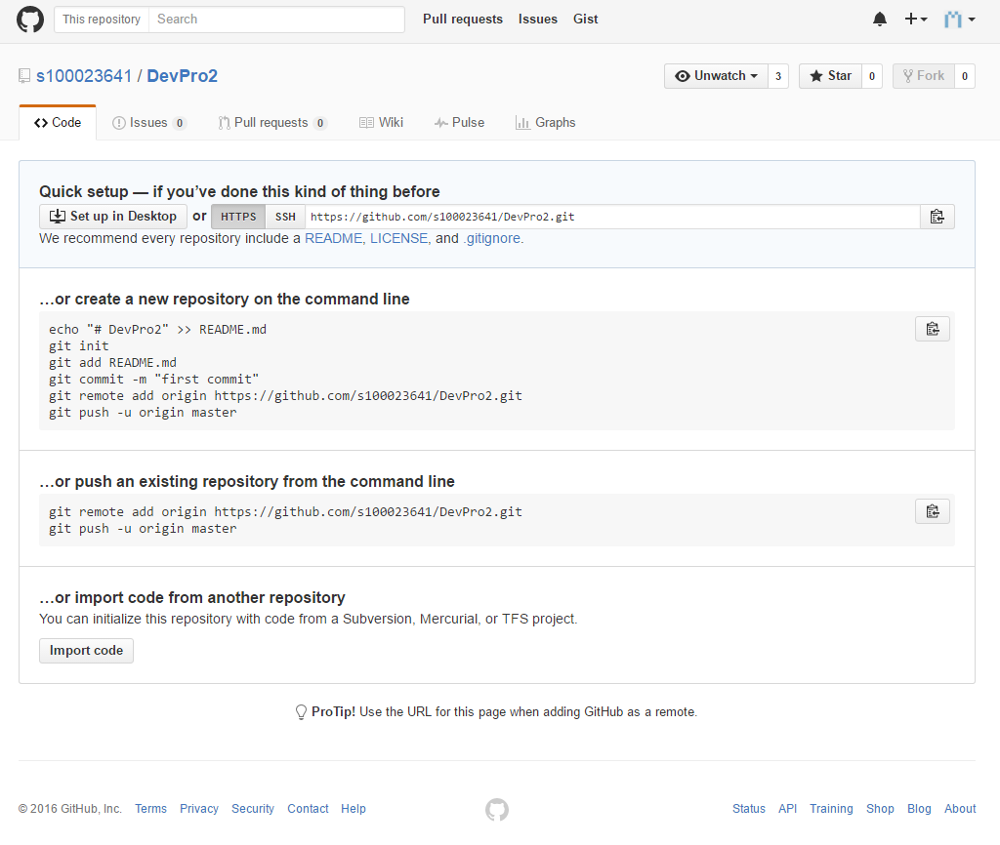 This repository Search Pull requests Issues Gist
s100023641 / DevPro2 Unwatch 3 Star 0 Fork 0
Code Issues 0 Pull requests 0 Wiki Pulse Graphs
Quick setup — if you’ve done this kind of thing before
Set up in Desktop or HTTPS SSH https://github.com/s100023641/DevPro2.git
We recommend every repository include a README, LICENSE, and .gitignore.
…or create a new repository on the command line
echo "# DevPro2" >> README.md
git init
git add README.md
git commit -m "first commit"
git remote add origin https://github.com/s100023641/DevPro2.git
git push -u origin master
…or push an existing repository from the command line
git remote add origin https://github.com/s100023641/DevPro2.git
git push -u origin master
…or import code from another repository
You can initialize this repository with code from a Subversion, Mercurial, or TFS project.
Import code
ProTip! Use the URL for this page when adding GitHub as a remote.
© 2016 GitHub, Inc. Terms Privacy Security Contact Help Status API Training Shop Blog About